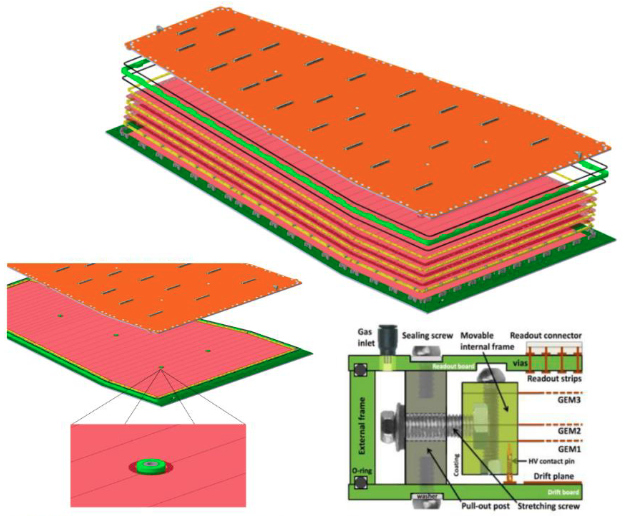 Gas
inlet
Sealing screw
Movable
internal frame
Readout connector
Readout board
vias
Readout strips
External frame
GEM3
GEM2
GEM1
HV contact pin
O-ring
Coating
Drift plane
washer
Drift board
Pull-out post
Stretching screw